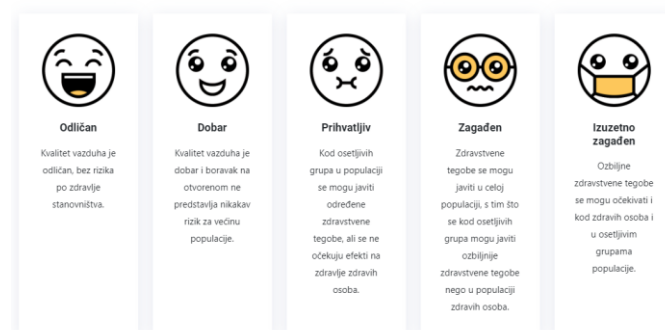 Odličan
Kvalitet vazduha je
odličan, bez rizika
po zdravlje
stanovništva.
Dobar
Kvalitet vazduha je
dobar i boravak na
otvorenom ne
predstavlja nikakav
rizik za većinu
populacije.
Prihvatljiv
Kod osetljivih
grupa u populaciji
se mogu javiti
određene
zdravstvene
tegobe, ali se ne
očekuju efekti na
zdravlje zdravih
osoba.
Zagađen
Zdravstvene
tegobe se mogu
javiti u celoj
populaciji, s tim što
se kod osetljivih
grupa mogu javiti
ozbiljnije
zdravstvene tegobe
nego u populaciji
zdravih osoba.
Izuzetno
zagađen
Ozbiljne
zdravstvene tegobe
se mogu očekivati i
kod zdravih osoba i
u osetljivim
grupama
populacije.